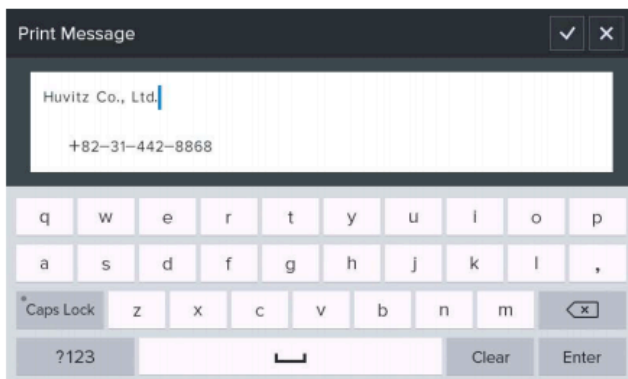 Print Message
Huvitz Co., Ltd.
+82-31-442-8868
q w e r t y u i o p
a s d f g h j k l ,
Caps Lock z x c v b n m
?123 Clear Enter